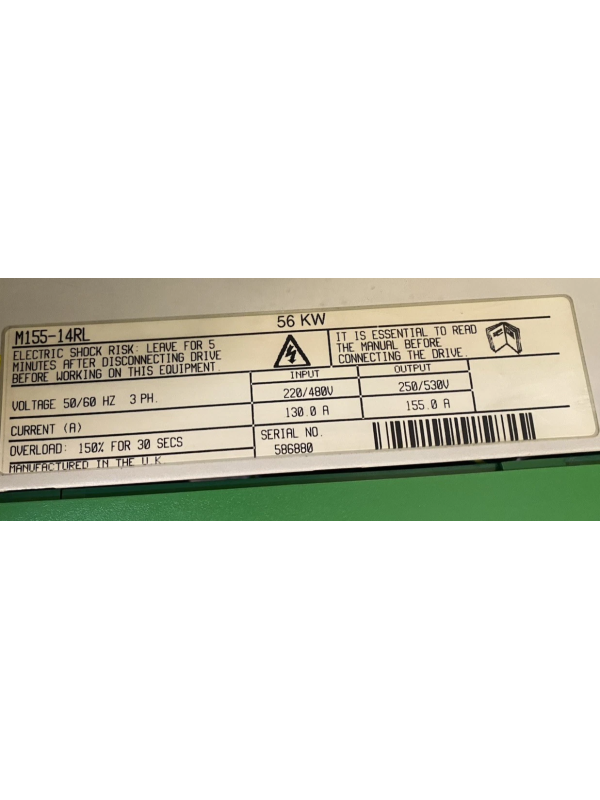 M155-14RL
56 KW
ELECTRIC SHOCK RISK: LEAVE FOR 5
MINUTES AFTER DISCONNECTING DRIVE
BEFORE WORKING ON THIS EQUIPMENT.
IT IS ESSENTIAL TO READ
THE MANUAL BEFORE
CONNECTING THE DRIVE.
INPUT
OUTPUT
VOLTAGE 50/60 HZ 3 PH.
220/480V
250/530V
CURRENT (A)
130.0 A
155.0 A
OVERLOAD: 150% FOR 30 SECS
SERIAL NO.
586880
MANUFACTURED IN THE U.K